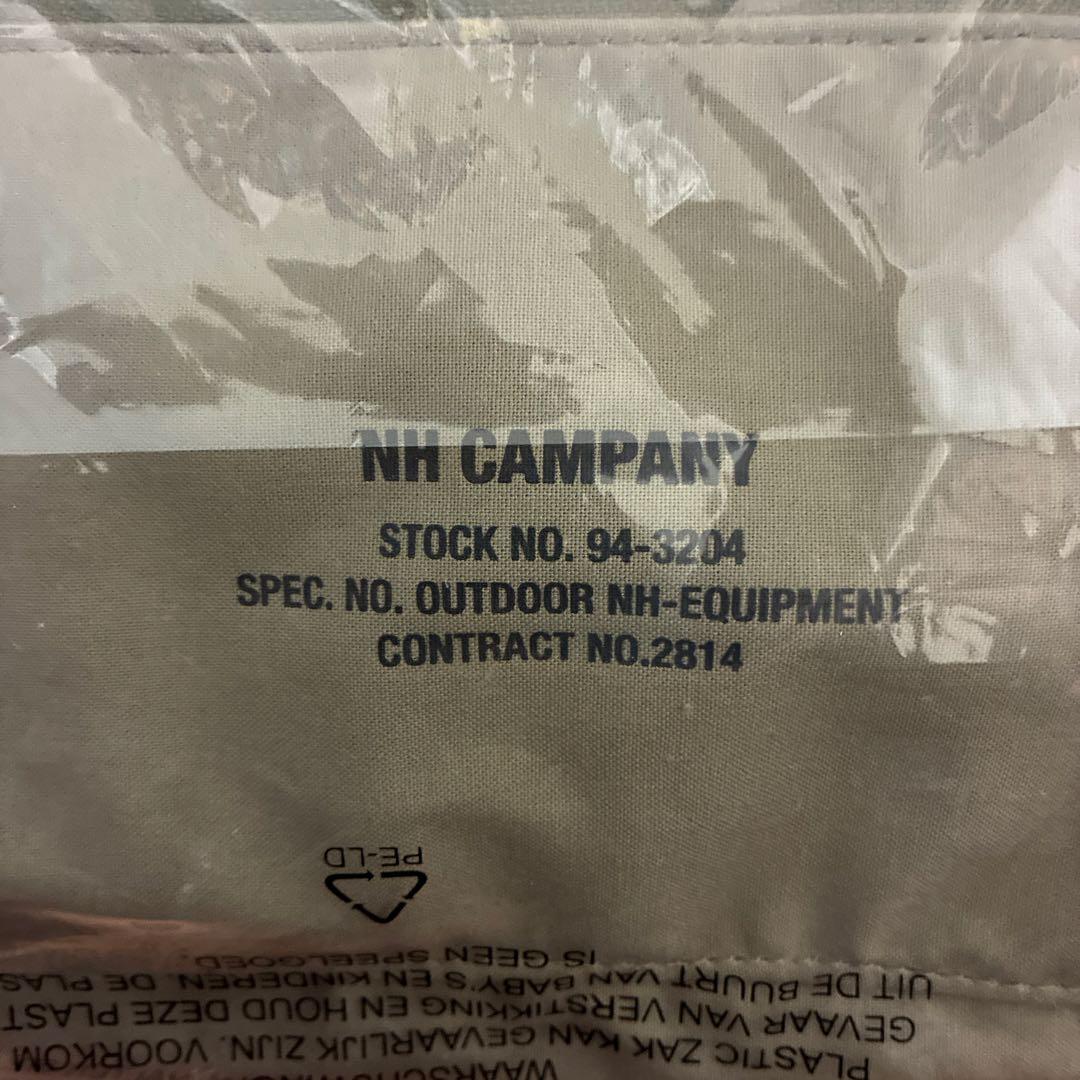 NH CAMPANY
STOCK NO. 94-3204
SPEC. NO. OUTDOOR NH-EQUIPMENT
CONTRACT NO.2814
PE-LD
PLASTIC ZAK KAN GEVAARLIJK ZIJN. VOORKOM
GEVAAR VAN VERSTIKKING EN HOUD DEZE PLAST
UIT DE BUURT VAN BABY'S EN KINDEREN. DE PLAS
IS GEEN SPEELGOED.